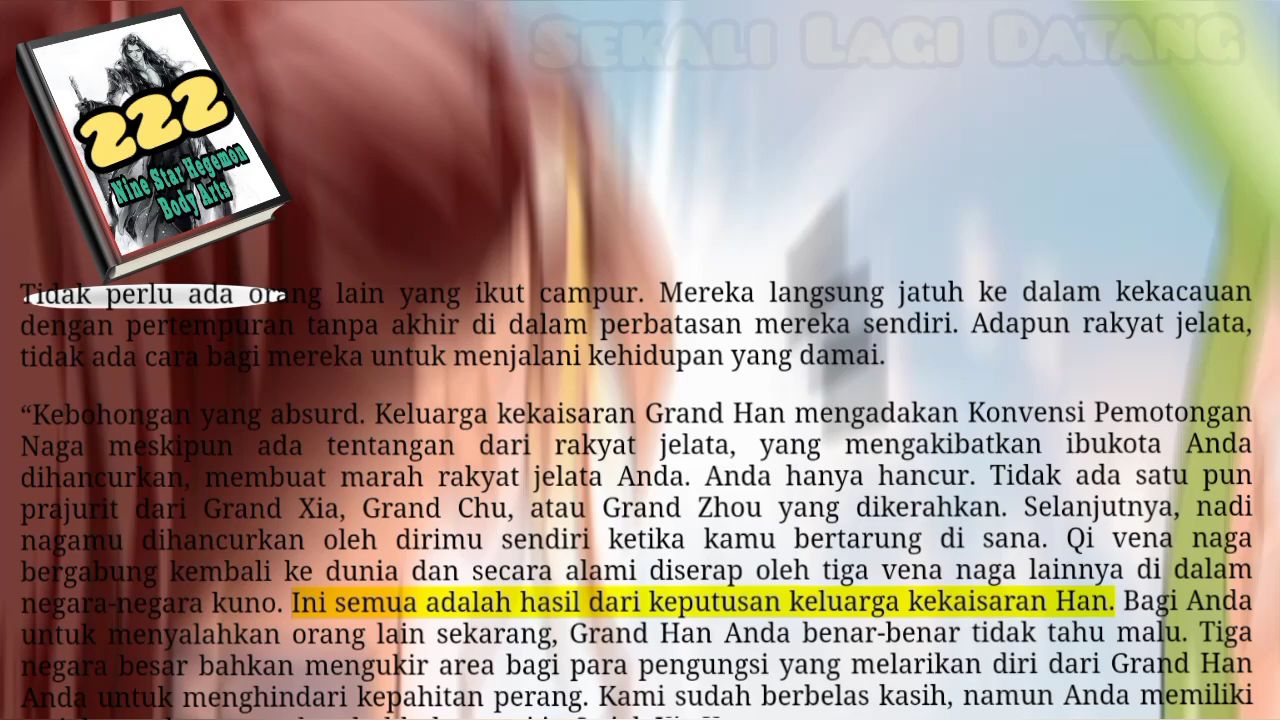 Sekali Lagi Datang
222
Nine Star Hegemon
Body Arts
Tidak perlu ada orang lain yang ikut campur. Mereka langsung jatuh ke dalam kekacauan
dengan pertempuran tanpa akhir di dalam perbatasan mereka sendiri. Adapun rakyat jelata,
tidak ada cara bagi mereka untuk menjalani kehidupan yang damai.
“Kebohongan yang absurd. Keluarga kekaisaran Grand Han mengadakan Konvensi Pemotongan
Naga meskipun ada tentangan dari rakyat jelata, yang mengakibatkan ibukota Anda
dihancurkan, membuat marah rakyat jelata Anda. Anda hanya hancur. Tidak ada satu pun
prajurit dari Grand Xia, Grand Chu, atau Grand Zhou yang dikerahkan. Selanjutnya, nadi
nagamu dihancurkan oleh dirimu sendiri ketika kamu bertarung di sana. Qi vena naga
bergabung kembali ke dunia dan secara alami diserap oleh tiga vena naga lainnya di dalam
negara-negara kuno. Ini semua adalah hasil dari keputusan keluarga kekaisaran Han. Bagi Anda
untuk menyalahkan orang lain sekarang, Grand Han Anda benar-benar tidak tahu malu. Tiga
negara besar bahkan mengukir area bagi para pengungsi yang melarikan diri dari Grand Han
Anda untuk menghindari kepahitan perang. Kami sudah berbelas kasih, namun Anda memiliki